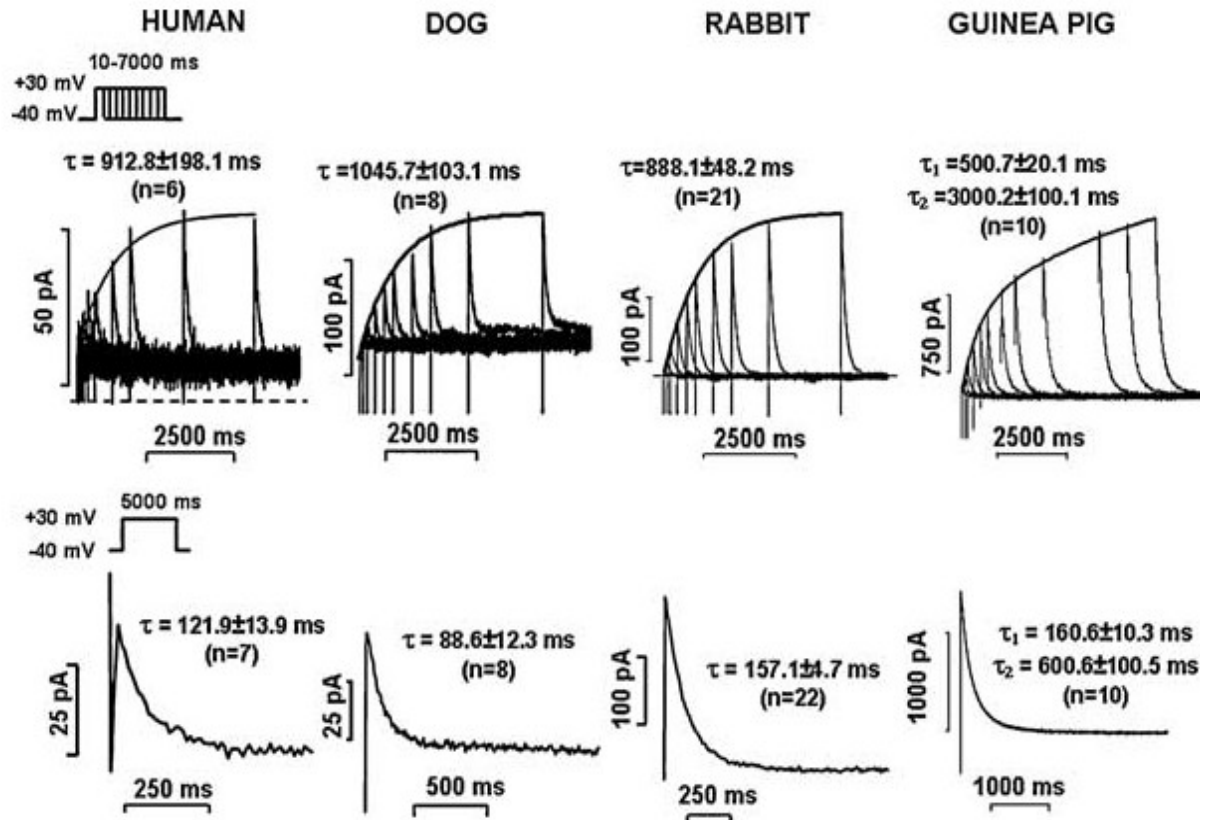 HUMAN DOG RABBIT GUINEA PIG
10-7000 ms
+30 mV
-40 mV
τ = 912.8±198.1 ms
(n=6)
τ =1045.7±103.1 ms
(n=8)
τ=888.1±48.2 ms
(n=21)
τ1 =500.7±20.1 ms
τ2 =3000.2±100.1 ms
(n=10)
50 pA
100 pA
100 pA
750 pA
2500 ms
2500 ms
2500 ms
2500 ms
5000 ms
+30 mV
-40 mV
τ = 121.9±13.9 ms
(n=7)
τ = 88.6±12.3 ms
(n=8)
τ = 157.1±4.7 ms
(n=22)
τ1 = 160.6±10.3 ms
τ2 = 600.6±100.5 ms
(n=10)
25 pA
25 pA
100 pA
1000 pA
250 ms
500 ms
250 ms
1000 ms